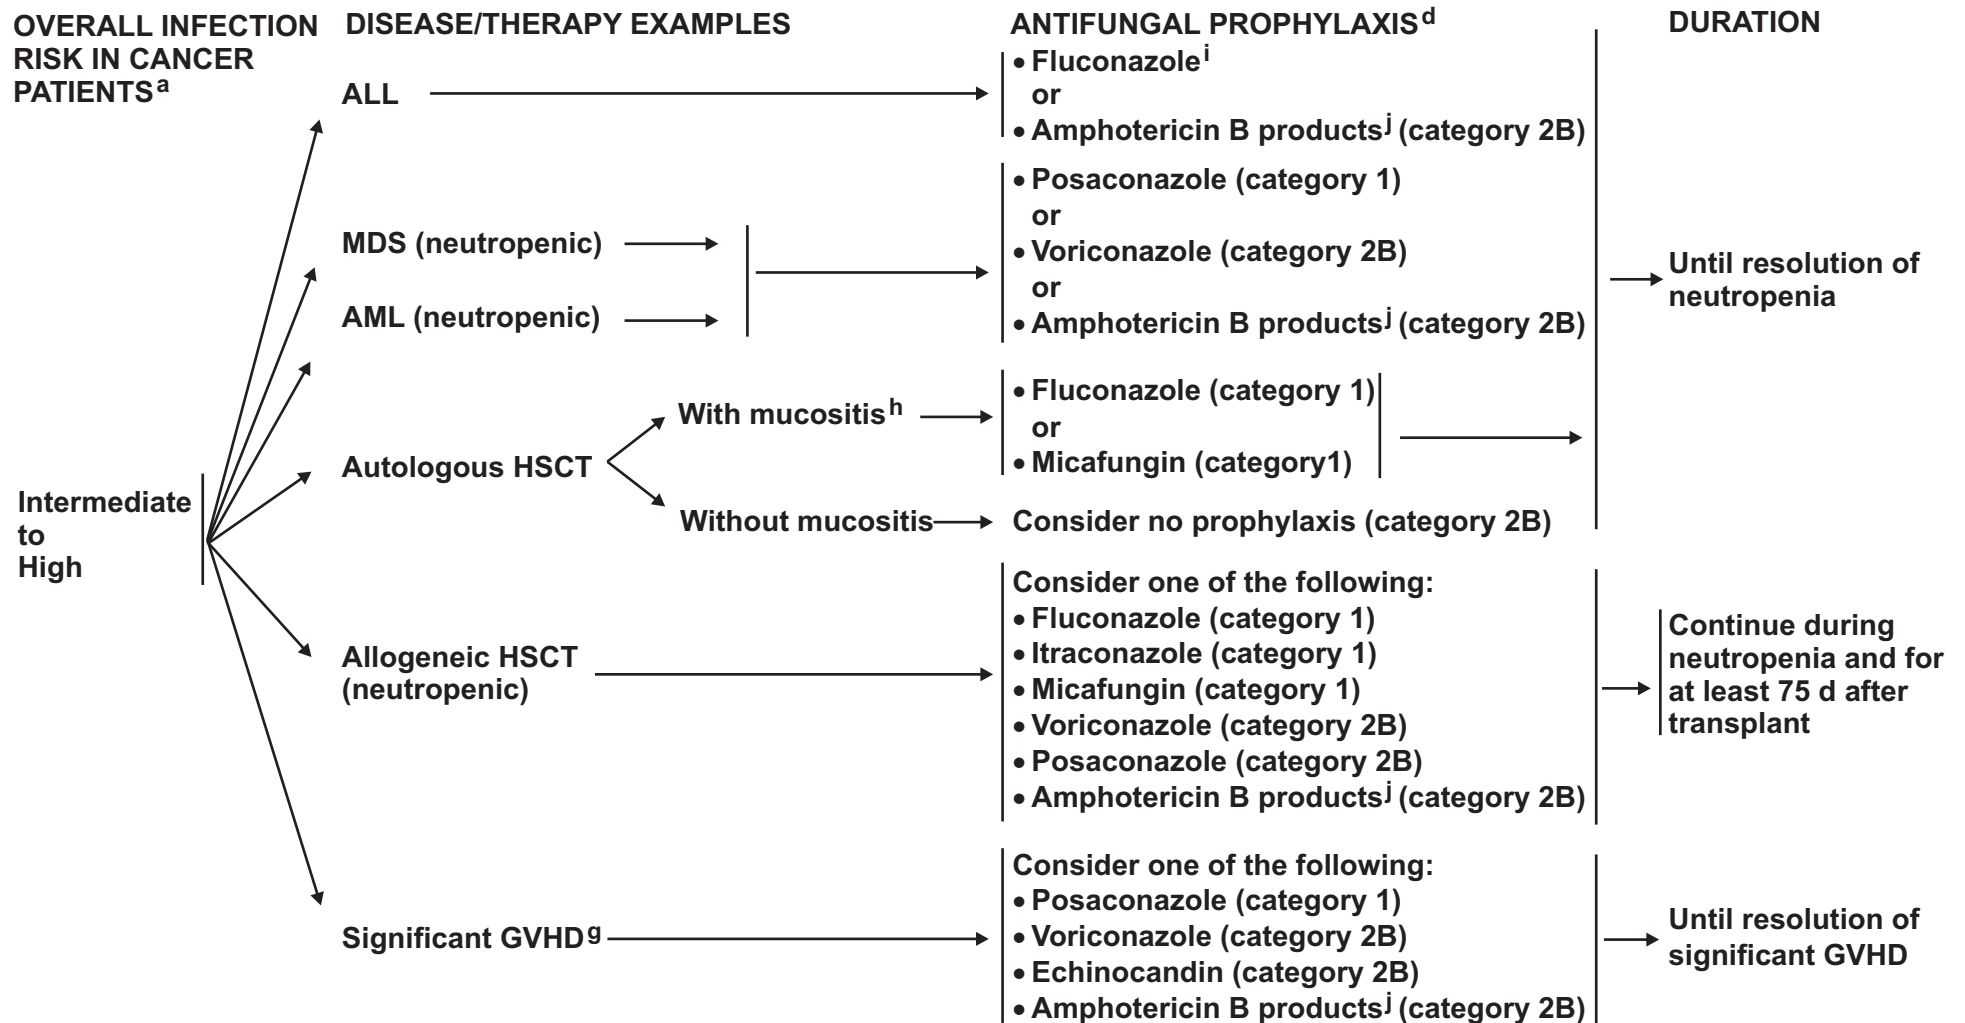 OVERALL INFECTION
RISK IN CANCER
PATIENTSa
DISEASE/THERAPY EXAMPLES
ANTIFUNGAL PROPHYLAXISd
DURATION
Intermediate
to
High
ALL
• Fluconazolei
or
• Amphotericin B productsj (category 2B)
MDS (neutropenic)
AML (neutropenic)
• Posaconazole (category 1)
or
• Voriconazole (category 2B)
or
• Amphotericin B productsj (category 2B)
Until resolution of
neutropenia
Autologous HSCT
With mucositish
• Fluconazole (category 1)
or
• Micafungin (category1)
Without mucositis
Consider no prophylaxis (category 2B)
Allogeneic HSCT
(neutropenic)
Consider one of the following:
• Fluconazole (category 1)
• Itraconazole (category 1)
• Micafungin (category 1)
• Voriconazole (category 2B)
• Posaconazole (category 2B)
• Amphotericin B productsj (category 2B)
Continue during
neutropenia and for
at least 75 d after
transplant
Significant GVHDg
Consider one of the following:
• Posaconazole (category 1)
• Voriconazole (category 2B)
• Echinocandin (category 2B)
• Amphotericin B productsj (category 2B)
Until resolution of
significant GVHD